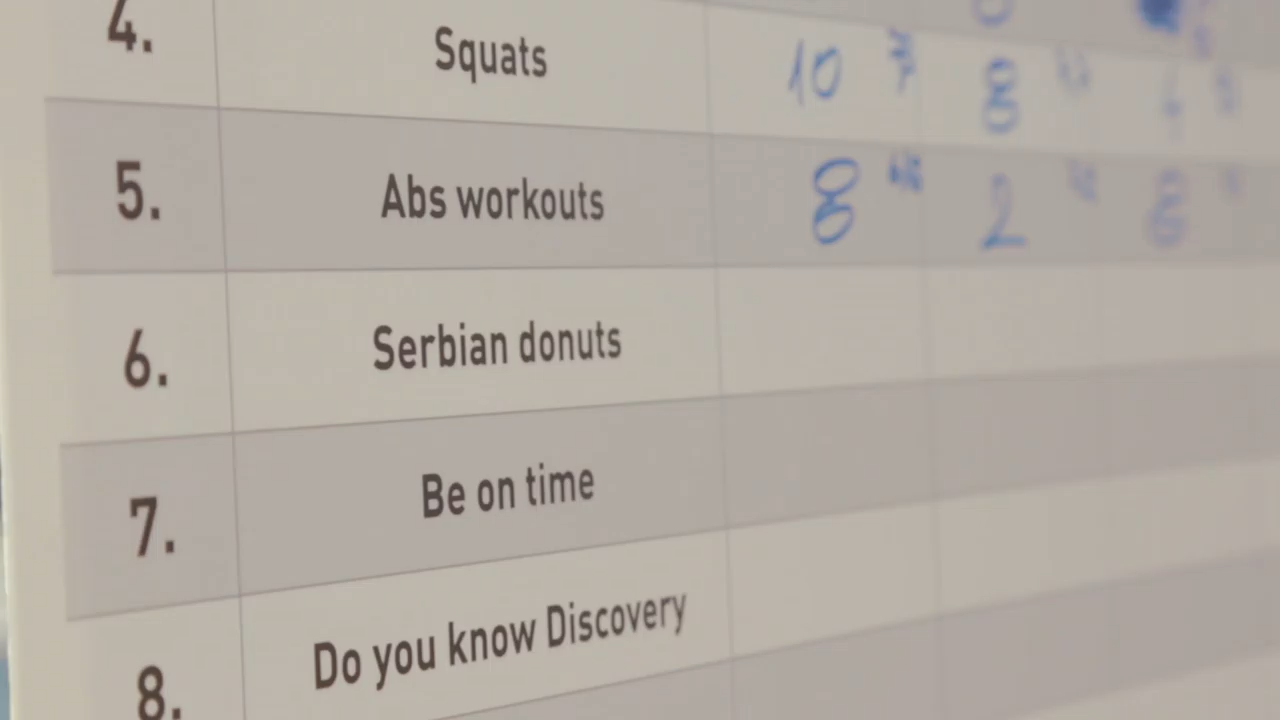 4. Squats 10 8
5. Abs workouts 8 2 8
6. Serbian donuts
7. Be on time
8. Do you know Discovery